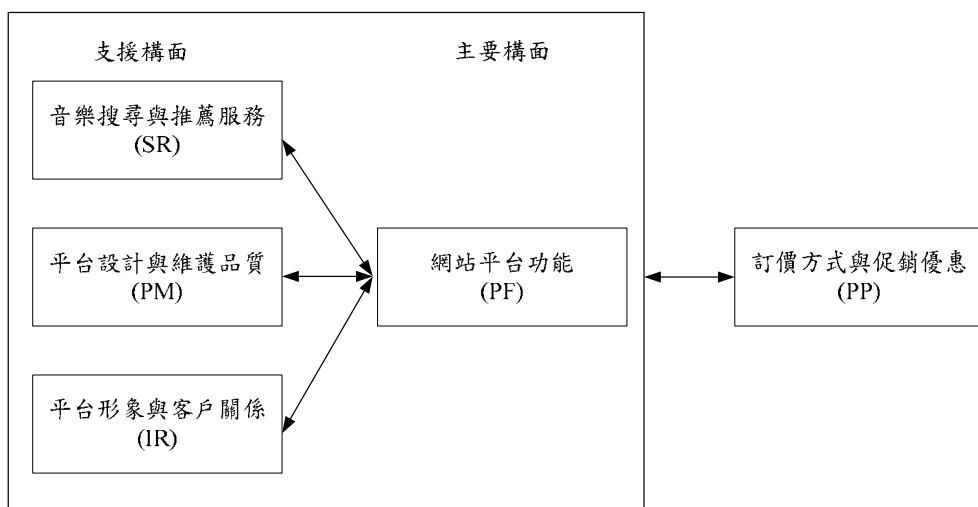 支援構面
主要構面
音樂搜尋與推薦服務
(SR)
平台設計與維護品質
(PM)
網站平台功能
(PF)
訂價方式與促銷優惠
(PP)
平台形象與客戶關係
(IR)